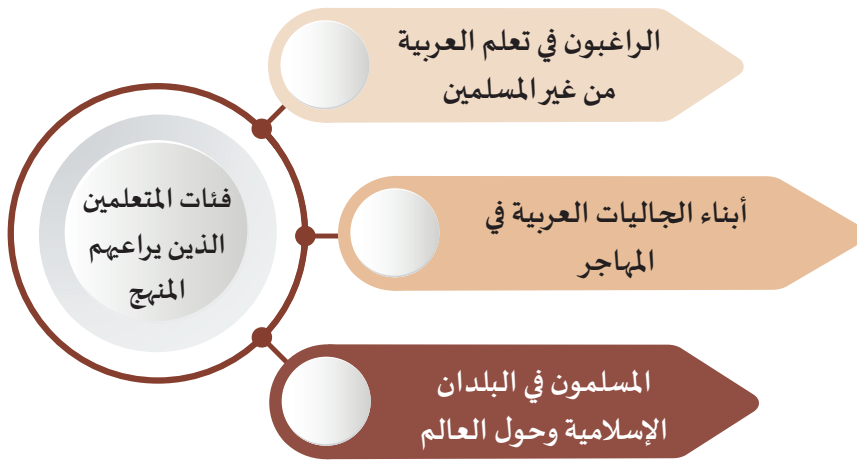 فئات المتعلمين
الذين يراعيهم
المنهج
الراغبون في تعلم العربية
من غير المسلمين
أبناء الجاليات العربية في
المهاجر
المسلمون في البلدان
الإسلامية وحول العالم